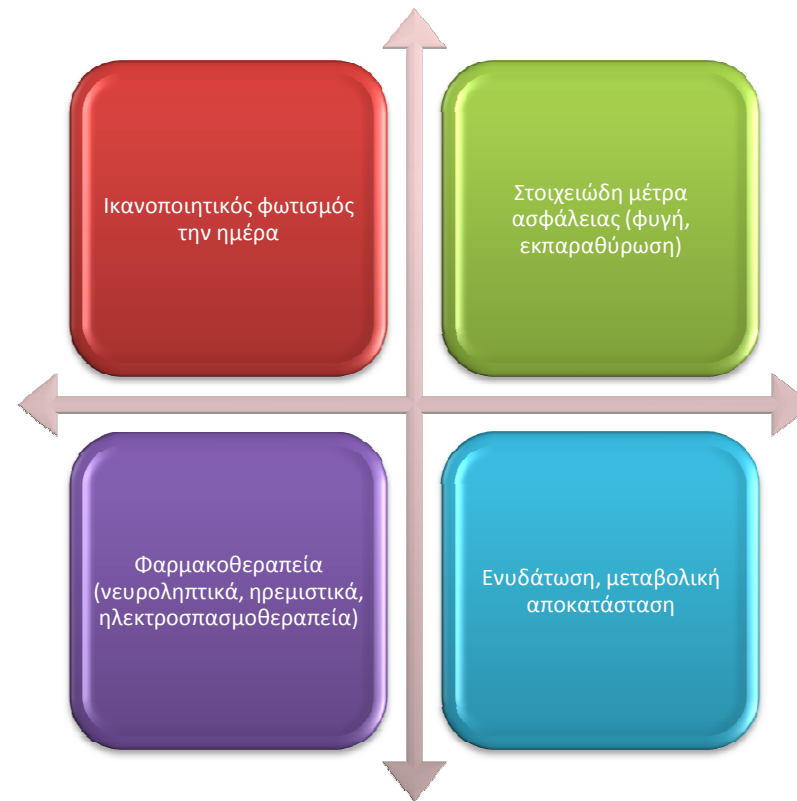 Ικανοποιητικός φωτισμός
την ημέρα
Στοιχειώδη μέτρα
ασφάλειας (φυγή,
εκπαραθύρωση)
Φαρμακοθεραπεία
(νευροληπτικά, ηρεμιστικά,
ηλεκτροσπασμοθεραπεία)
Ενυδάτωση, μεταβολική
αποκατάσταση